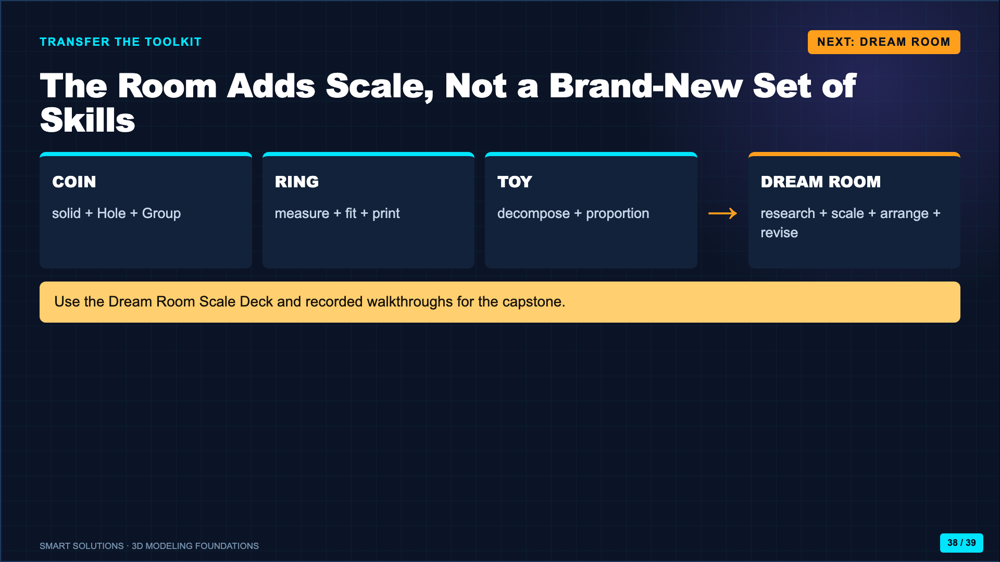 TRANSFER THE TOOLKIT
NEXT: DREAM ROOM
The Room Adds Scale, Not a Brand-New Set of
Skills
COIN
solid + Hole + Group
RING
measure + fit + print
TOY
decompose + proportion
→
DREAM ROOM
research + scale + arrange +
revise
Use the Dream Room Scale Deck and recorded walkthroughs for the capstone.
SMART SOLUTIONS · 3D MODELING FOUNDATIONS
38 / 39